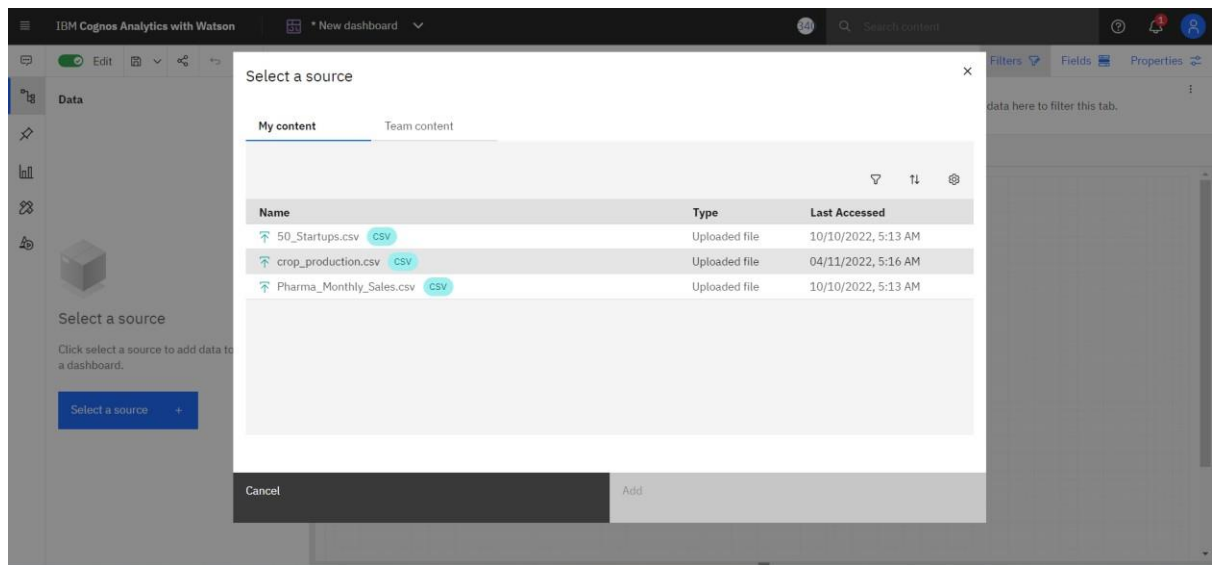 IBM Cognos Analytics with Watson
* New dashboard
Search content
Edit
Filters
Fields
Properties
Data
data here to filter this tab.
Select a source
My content
Team content
Name Type Last Accessed
50_Startups.csv CSV Uploaded file 10/10/2022, 5:13 AM
crop_production.csv CSV Uploaded file 04/11/2022, 5:16 AM
Pharma_Monthly_Sales.csv CSV Uploaded file 10/10/2022, 5:13 AM
Select a source
Click select a source to add data to
a dashboard.
Select a source +
Cancel
Add